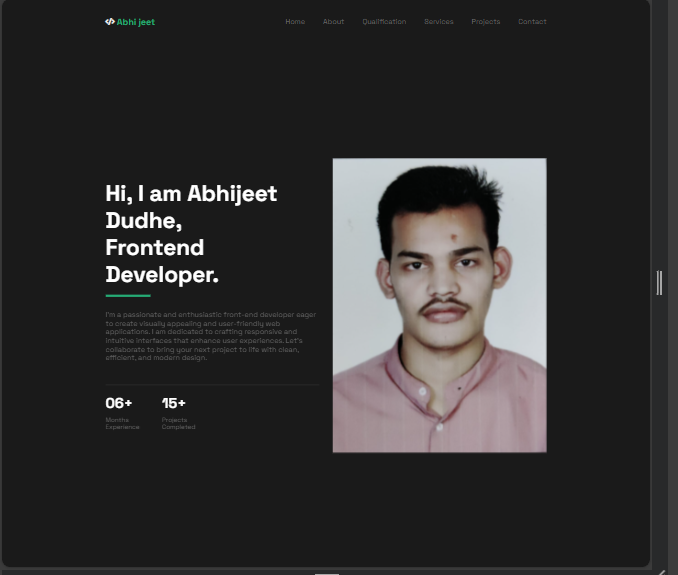 </> Abhi jeet
Home About Qualification Services Projects Contact
Hi, I am Abhijeet
Dudhe,
Frontend
Developer.
I'm a passionate and enthusiastic front-end developer eager
to create visually appealing and user-friendly web
applications. I am dedicated to crafting responsive and
intuitive interfaces that enhance user experiences. Let's
collaborate to bring your next project to life with clean,
efficient, and modern design.
06+ 15+
Months Projects
Experience Completed